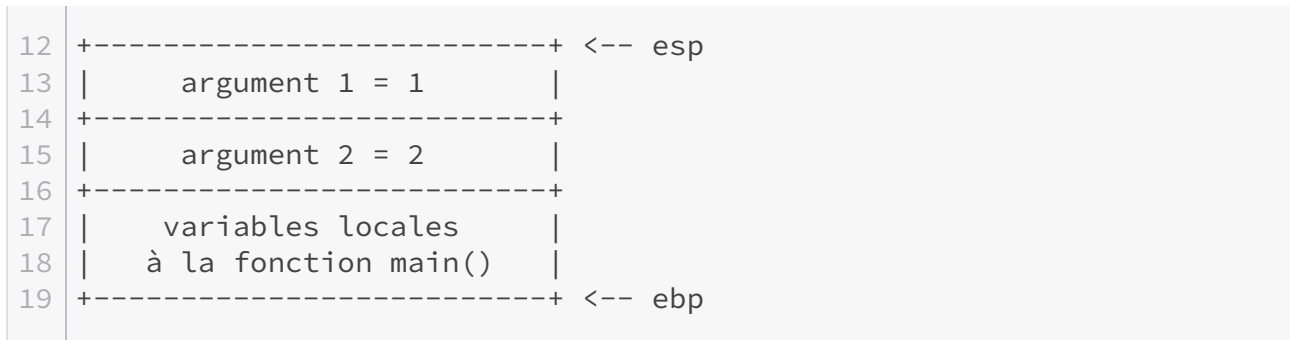 12 +--------------------------+ <-- esp
13 |     argument 1 = 1       |
14 +--------------------------+
15 |     argument 2 = 2       |
16 +--------------------------+
17 |    variables locales     |
18 |   à la fonction main()   |
19 +--------------------------+ <-- ebp